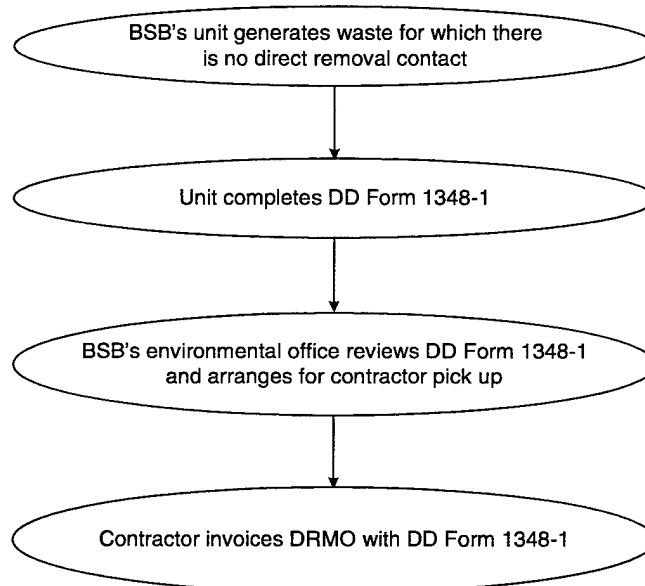 BSB's unit generates waste for which there
is no direct removal contact
Unit completes DD Form 1348-1
BSB's environmental office reviews DD Form 1348-1
and arranges for contractor pick up
Contractor invoices DRMO with DD Form 1348-1